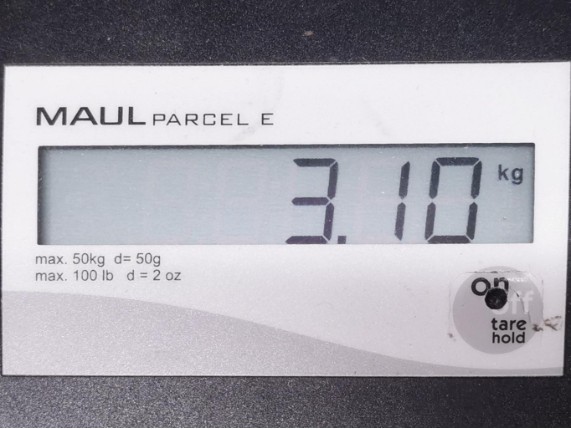 MAUL PARCEL E
3.10 kg
max. 50kg d= 50g
max. 100 lb d = 2 oz
on
off
tare
hold